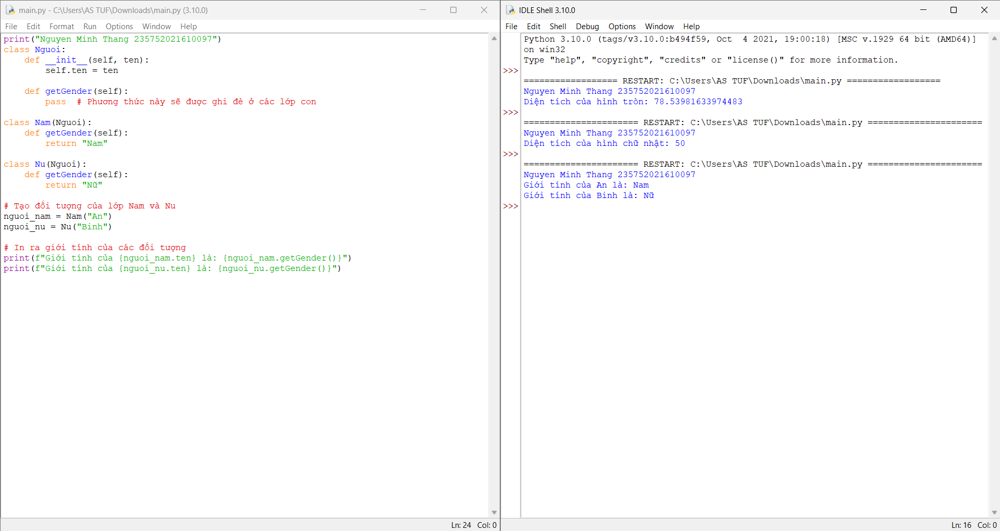 main.py - C:\Users\AS TUF\Downloads\main.py (3.10.0)
File Edit Format Run Options Window Help
print("Nguyen Minh Thang 235752021610097")
class Nguoi:
    def __init__(self, ten):
        self.ten = ten
    def getGender(self):
        pass  # Phương thức này sẽ được ghi đè ở các lớp con
class Nam(Nguoi):
    def getGender(self):
        return "Nam"
class Nu(Nguoi):
    def getGender(self):
        return "Nữ"
# Tạo đối tượng của lớp Nam và Nu
nguoi_nam = Nam("An")
nguoi_nu = Nu("Binh")
# In ra giới tính của các đối tượng
print(f"Giới tính của {nguoi_nam.ten} là: {nguoi_nam.getGender()}")
print(f"Giới tính của {nguoi_nu.ten} là: {nguoi_nu.getGender()}")
Ln: 24 Col: 0
IDLE Shell 3.10.0
File Edit Shell Debug Options Window Help
Python 3.10.0 (tags/v3.10.0:b494f59, Oct  4 2021, 19:00:18) [MSC v.1929 64 bit (AMD64)]
on win32
Type "help", "copyright", "credits" or "license()" for more information.
>>>
================== RESTART: C:\Users\AS TUF\Downloads\main.py ==================
Nguyen Minh Thang 235752021610097
Diện tích của hình tròn: 78.53981633974483
>>>
====================== RESTART: C:\Users\AS TUF\Downloads\main.py ======================
Nguyen Minh Thang 235752021610097
Diện tích của hình chữ nhật: 50
>>>
====================== RESTART: C:\Users\AS TUF\Downloads\main.py ======================
Nguyen Minh Thang 235752021610097
Giới tính của An là: Nam
Giới tính của Binh là: Nữ
>>>
Ln: 16 Col: 0